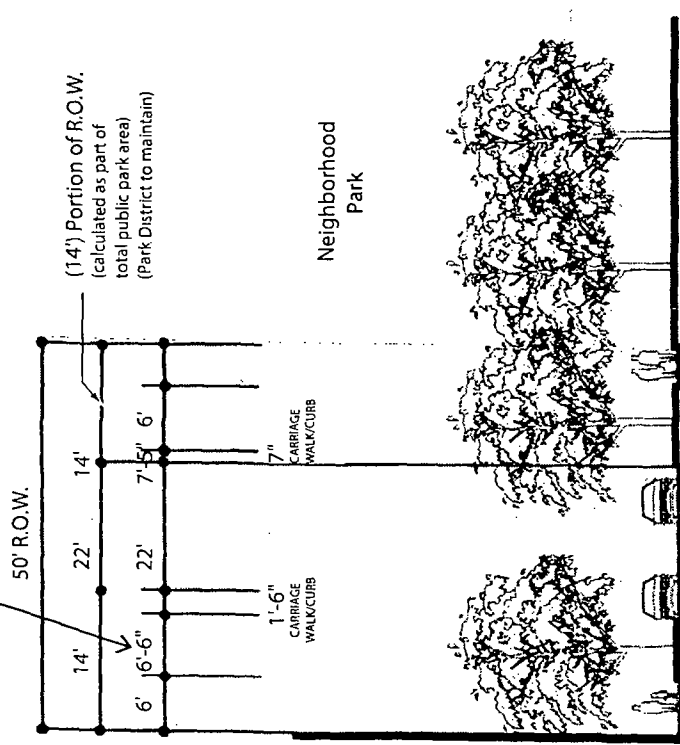 50' R.O.W.
14' 22' 14'
(14') Portion of R.O.W.
(calculated as part of
total public park area)
(Park District to maintain)
6' 6'-6" 22' 7'-5" 6'
1'-6"
CARRIAGE
WALK/CURB
7"
CARRIAGE
WALK/CURB
Neighborhood
Park